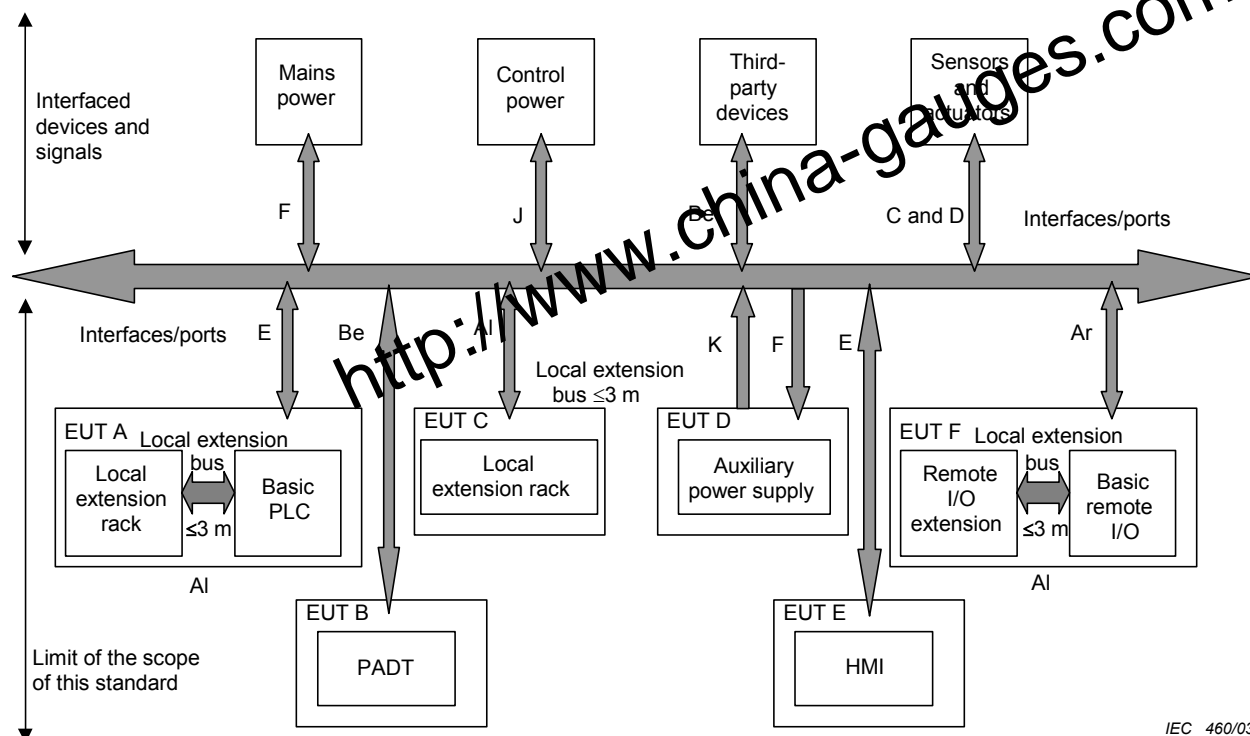 Mains
power
Control
power
Third-
party
devices
Sensors
and
actuators
Interfaced
devices and
signals
F
J
Be
C and D
Interfaces/ports
http://www.china-gauges.com
Interfaces/ports
E
Be
Al
K
F
E
Ar
Local extension
bus ≤3 m
EUT A
Local extension
bus
Local
extension
rack
≤3 m
Basic
PLC
Al
EUT C
Local
extension rack
EUT D
Auxiliary
power supply
EUT F
Local extension
bus
Remote
I/O
extension
≤3 m
Basic
remote
I/O
Al
EUT B
PADT
EUT E
HMI
Limit of the scope
of this standard
IEC 460/03